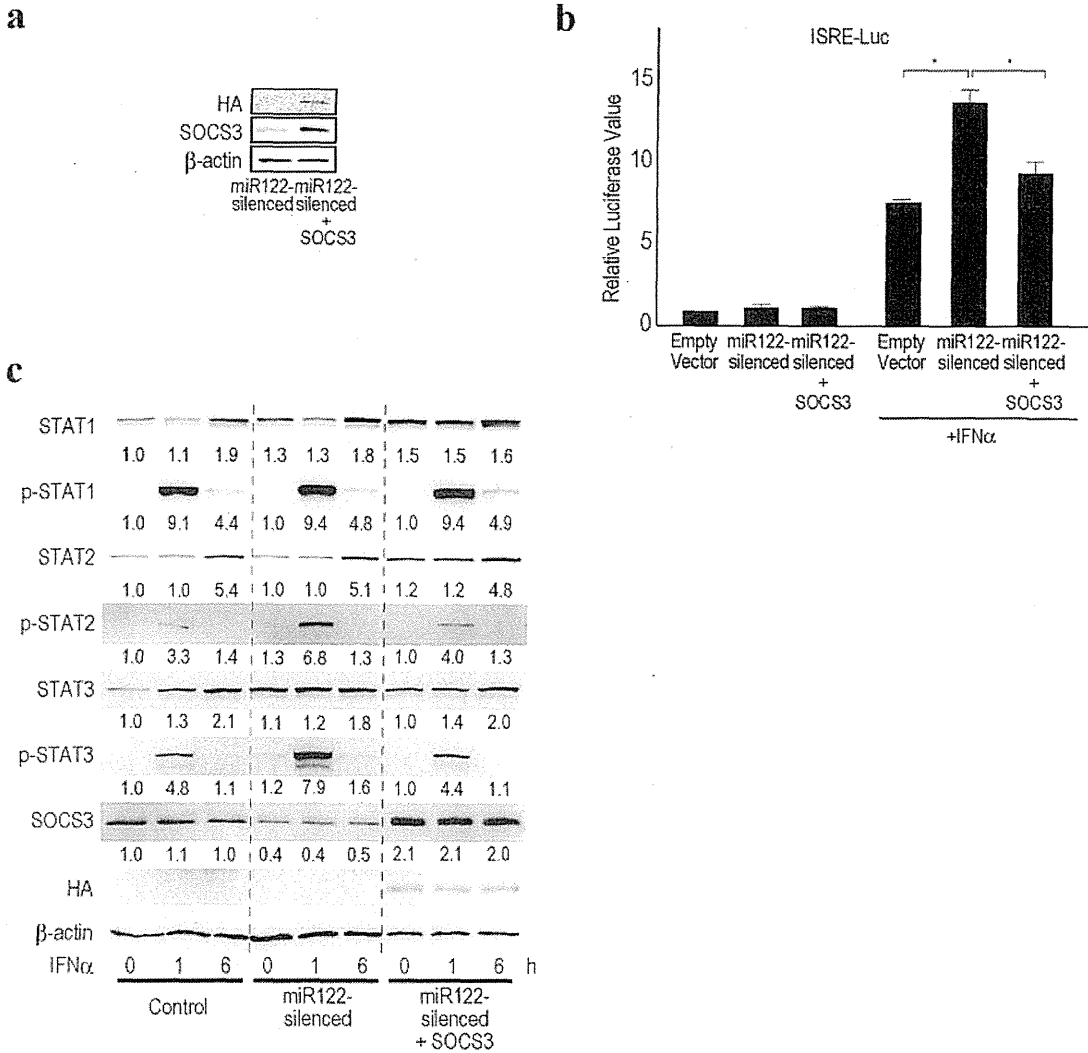 a
HA
SOCS3
β-actin
miR122- miR122-
silenced silenced
+
SOCS3
b
ISRE-Luc
Relative Luciferase Value
15
10
5
0
* *
Empty Vector
miR122-silenced
miR122-silenced + SOCS3
Empty Vector
miR122-silenced
miR122-silenced + SOCS3
+IFNα
c
STAT1
1.0 1.1 1.9 1.3 1.3 1.8 1.5 1.5 1.6
p-STAT1
1.0 9.1 4.4 1.0 9.4 4.8 1.0 9.4 4.9
STAT2
1.0 1.0 5.4 1.0 1.0 5.1 1.2 1.2 4.8
p-STAT2
1.0 3.3 1.4 1.3 6.8 1.3 1.0 4.0 1.3
STAT3
1.0 1.3 2.1 1.1 1.2 1.8 1.0 1.4 2.0
p-STAT3
1.0 4.8 1.1 1.2 7.9 1.6 1.0 4.4 1.1
SOCS3
1.0 1.1 1.0 0.4 0.4 0.5 2.1 2.1 2.0
HA
β-actin
IFNα 0 1 6 0 1 6 0 1 6 h
Control
miR122-
silenced
miR122-
silenced
+ SOCS3